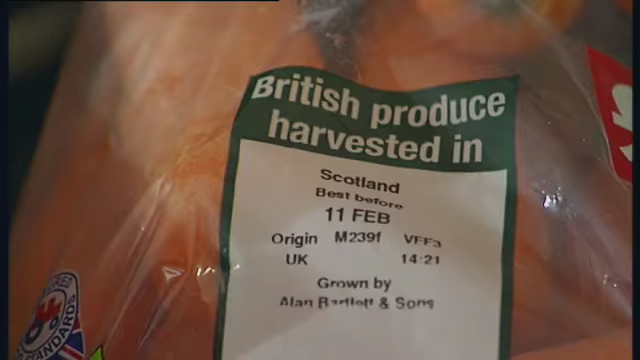 British produce
harvested in
Scotland
Best before
11 FEB
Origin M239f VFF3
UK 14:21
Grown by
Alan Bartlett & Sons
STANDARDS